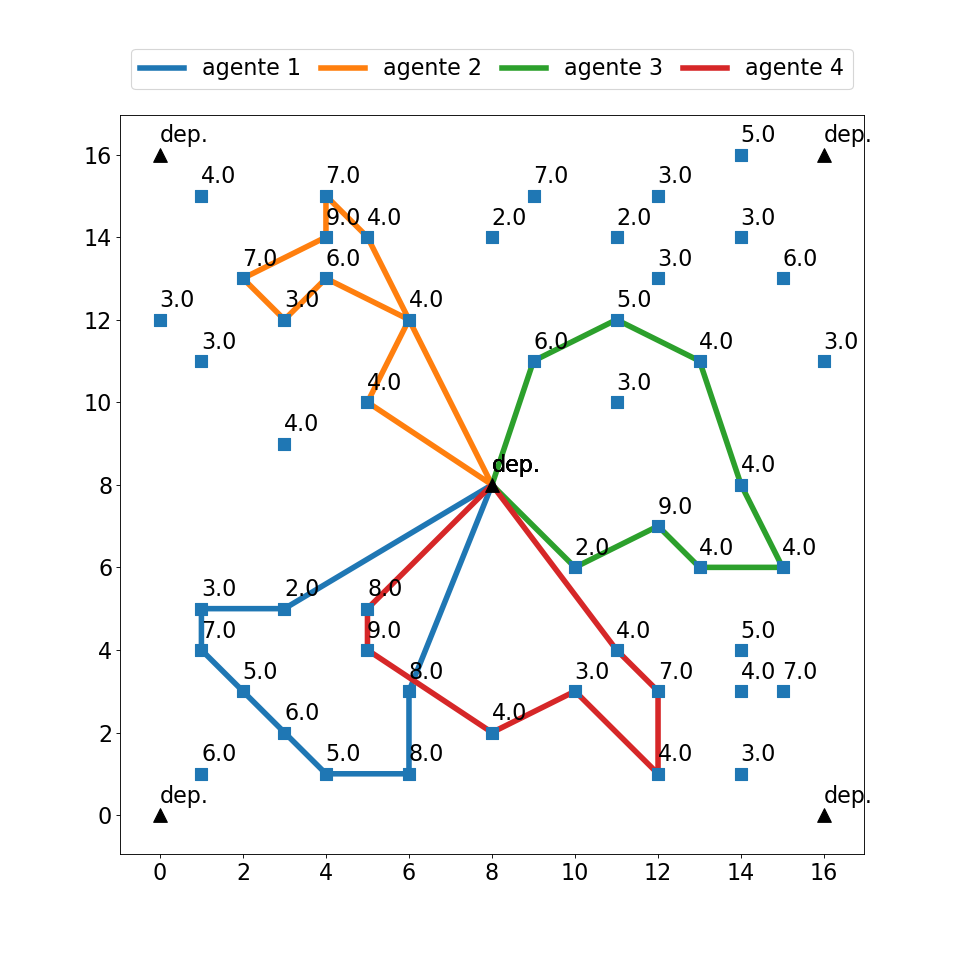 agente 1 agente 2 agente 3 agente 4
5.0
dep. dep.
16
4.0 7.0 7.0 3.0
9.0 4.0 2.0 2.0 3.0
14
7.0 6.0 3.0 6.0
3.0 3.0 4.0 5.0
12
3.0 6.0 4.0 3.0
4.0 3.0
10
4.0
dep. 4.0
8
9.0
2.0 4.0 4.0
6
3.0 2.0 8.0
7.0 9.0 4.0 5.0
4
5.0 8.0 3.0 7.0 4.0 7.0
6.0 4.0
2
6.0 5.0 8.0 4.0 3.0
dep. dep.
0
0 2 4 6 8 10 12 14 16